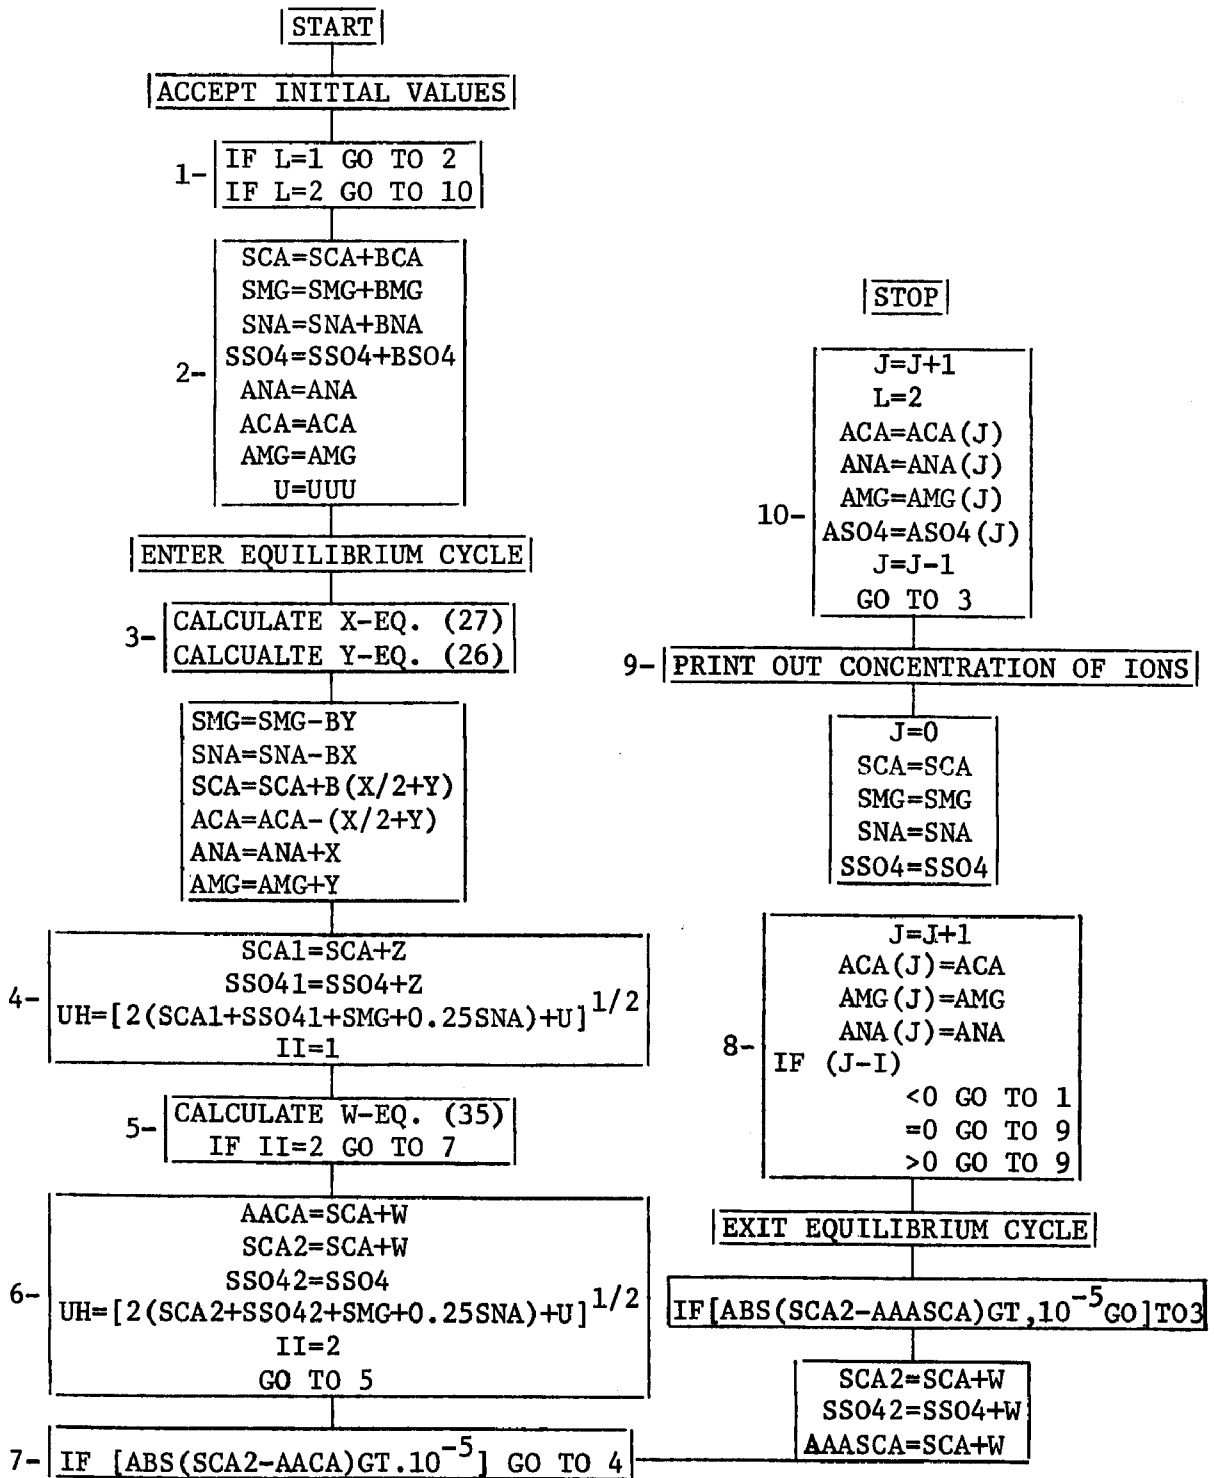 START
ACCEPT INITIAL VALUES
1- IF L=1 GO TO 2
IF L=2 GO TO 10
SCA=SCA+BCA
SMG=SMG+BMG
SNA=SNA+BNA
2- SSO4=SSO4+BSO4
ANA=ANA
ACA=ACA
AMG=AMG
U=UUU
ENTER EQUILIBRIUM CYCLE
3- CALCULATE X-EQ. (27)
CALCUALTE Y-EQ. (26)
SMG=SMG-BY
SNA=SNA-BX
SCA=SCA+B(X/2+Y)
ACA=ACA-(X/2+Y)
ANA=ANA+X
AMG=AMG+Y
SCA1=SCA+Z
SSO41=SSO4+Z
4- UH=[2(SCA1+SSO41+SMG+0.25SNA)+U]^1/2
II=1
5- CALCULATE W-EQ. (35)
IF II=2 GO TO 7
AACA=SCA+W
SCA2=SCA+W
SSO42=SSO4
6- UH=[2(SCA2+SSO42+SMG+0.25SNA)+U]^1/2
II=2
GO TO 5
7- IF [ABS(SCA2-AACA)GT.10^-5] GO TO 4
STOP
J=J+1
L=2
ACA=ACA(J)
ANA=ANA(J)
AMG=AMG(J)
10- ASO4=ASO4(J)
J=J-1
GO TO 3
9- PRINT OUT CONCENTRATION OF IONS
J=0
SCA=SCA
SMG=SMG
SNA=SNA
SSO4=SSO4
J=J+1
ACA(J)=ACA
AMG(J)=AMG
ANA(J)=ANA
8- IF (J-I)
<0 GO TO 1
=0 GO TO 9
>0 GO TO 9
EXIT EQUILIBRIUM CYCLE
IF[ABS(SCA2-AAASCA)GT,10^-5GO]TO3
SCA2=SCA+W
SSO42=SSO4+W
AAASCA=SCA+W